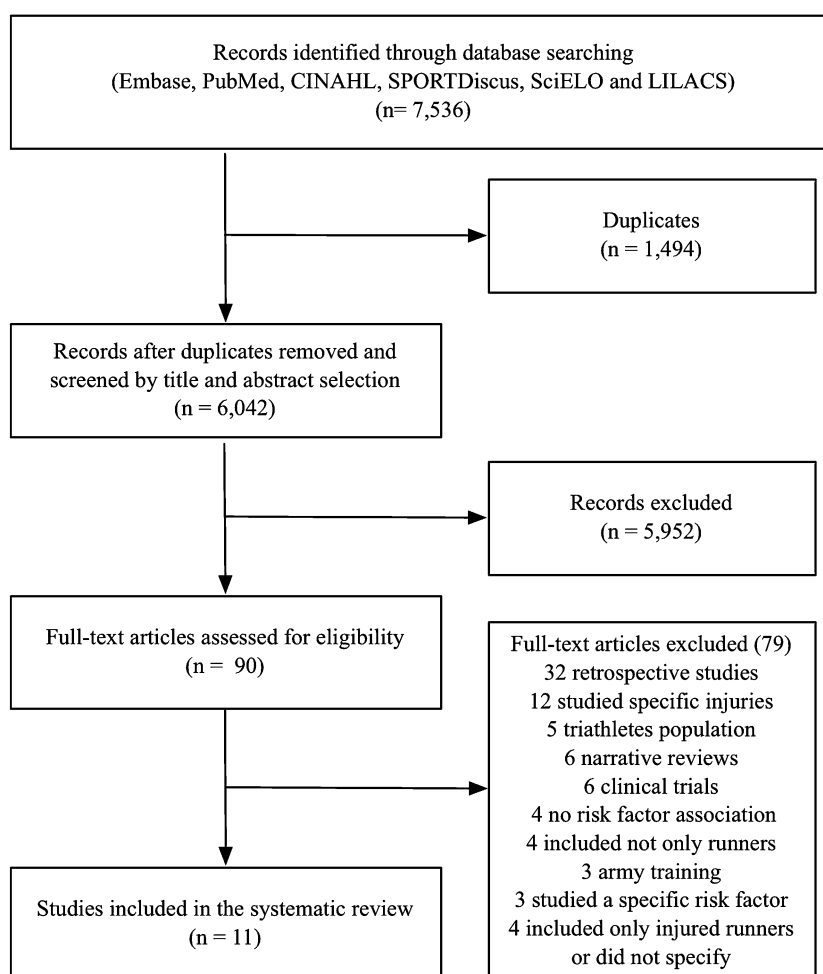 Records identified through database searching
(Embase, PubMed, CINAHL, SPORTDiscus, SciELO and LILACS)
(n= 7,536)
Duplicates
(n = 1,494)
Records after duplicates removed and
screened by title and abstract selection
(n = 6,042)
Records excluded
(n = 5,952)
Full-text articles assessed for eligibility
(n =  90)
Full-text articles excluded (79)
32 retrospective studies
12 studied specific injuries
5 triathletes population
6 narrative reviews
6 clinical trials
4 no risk factor association
4 included not only runners
3 army training
3 studied a specific risk factor
4 included only injured runners
or did not specify
Studies included in the systematic review
(n = 11)